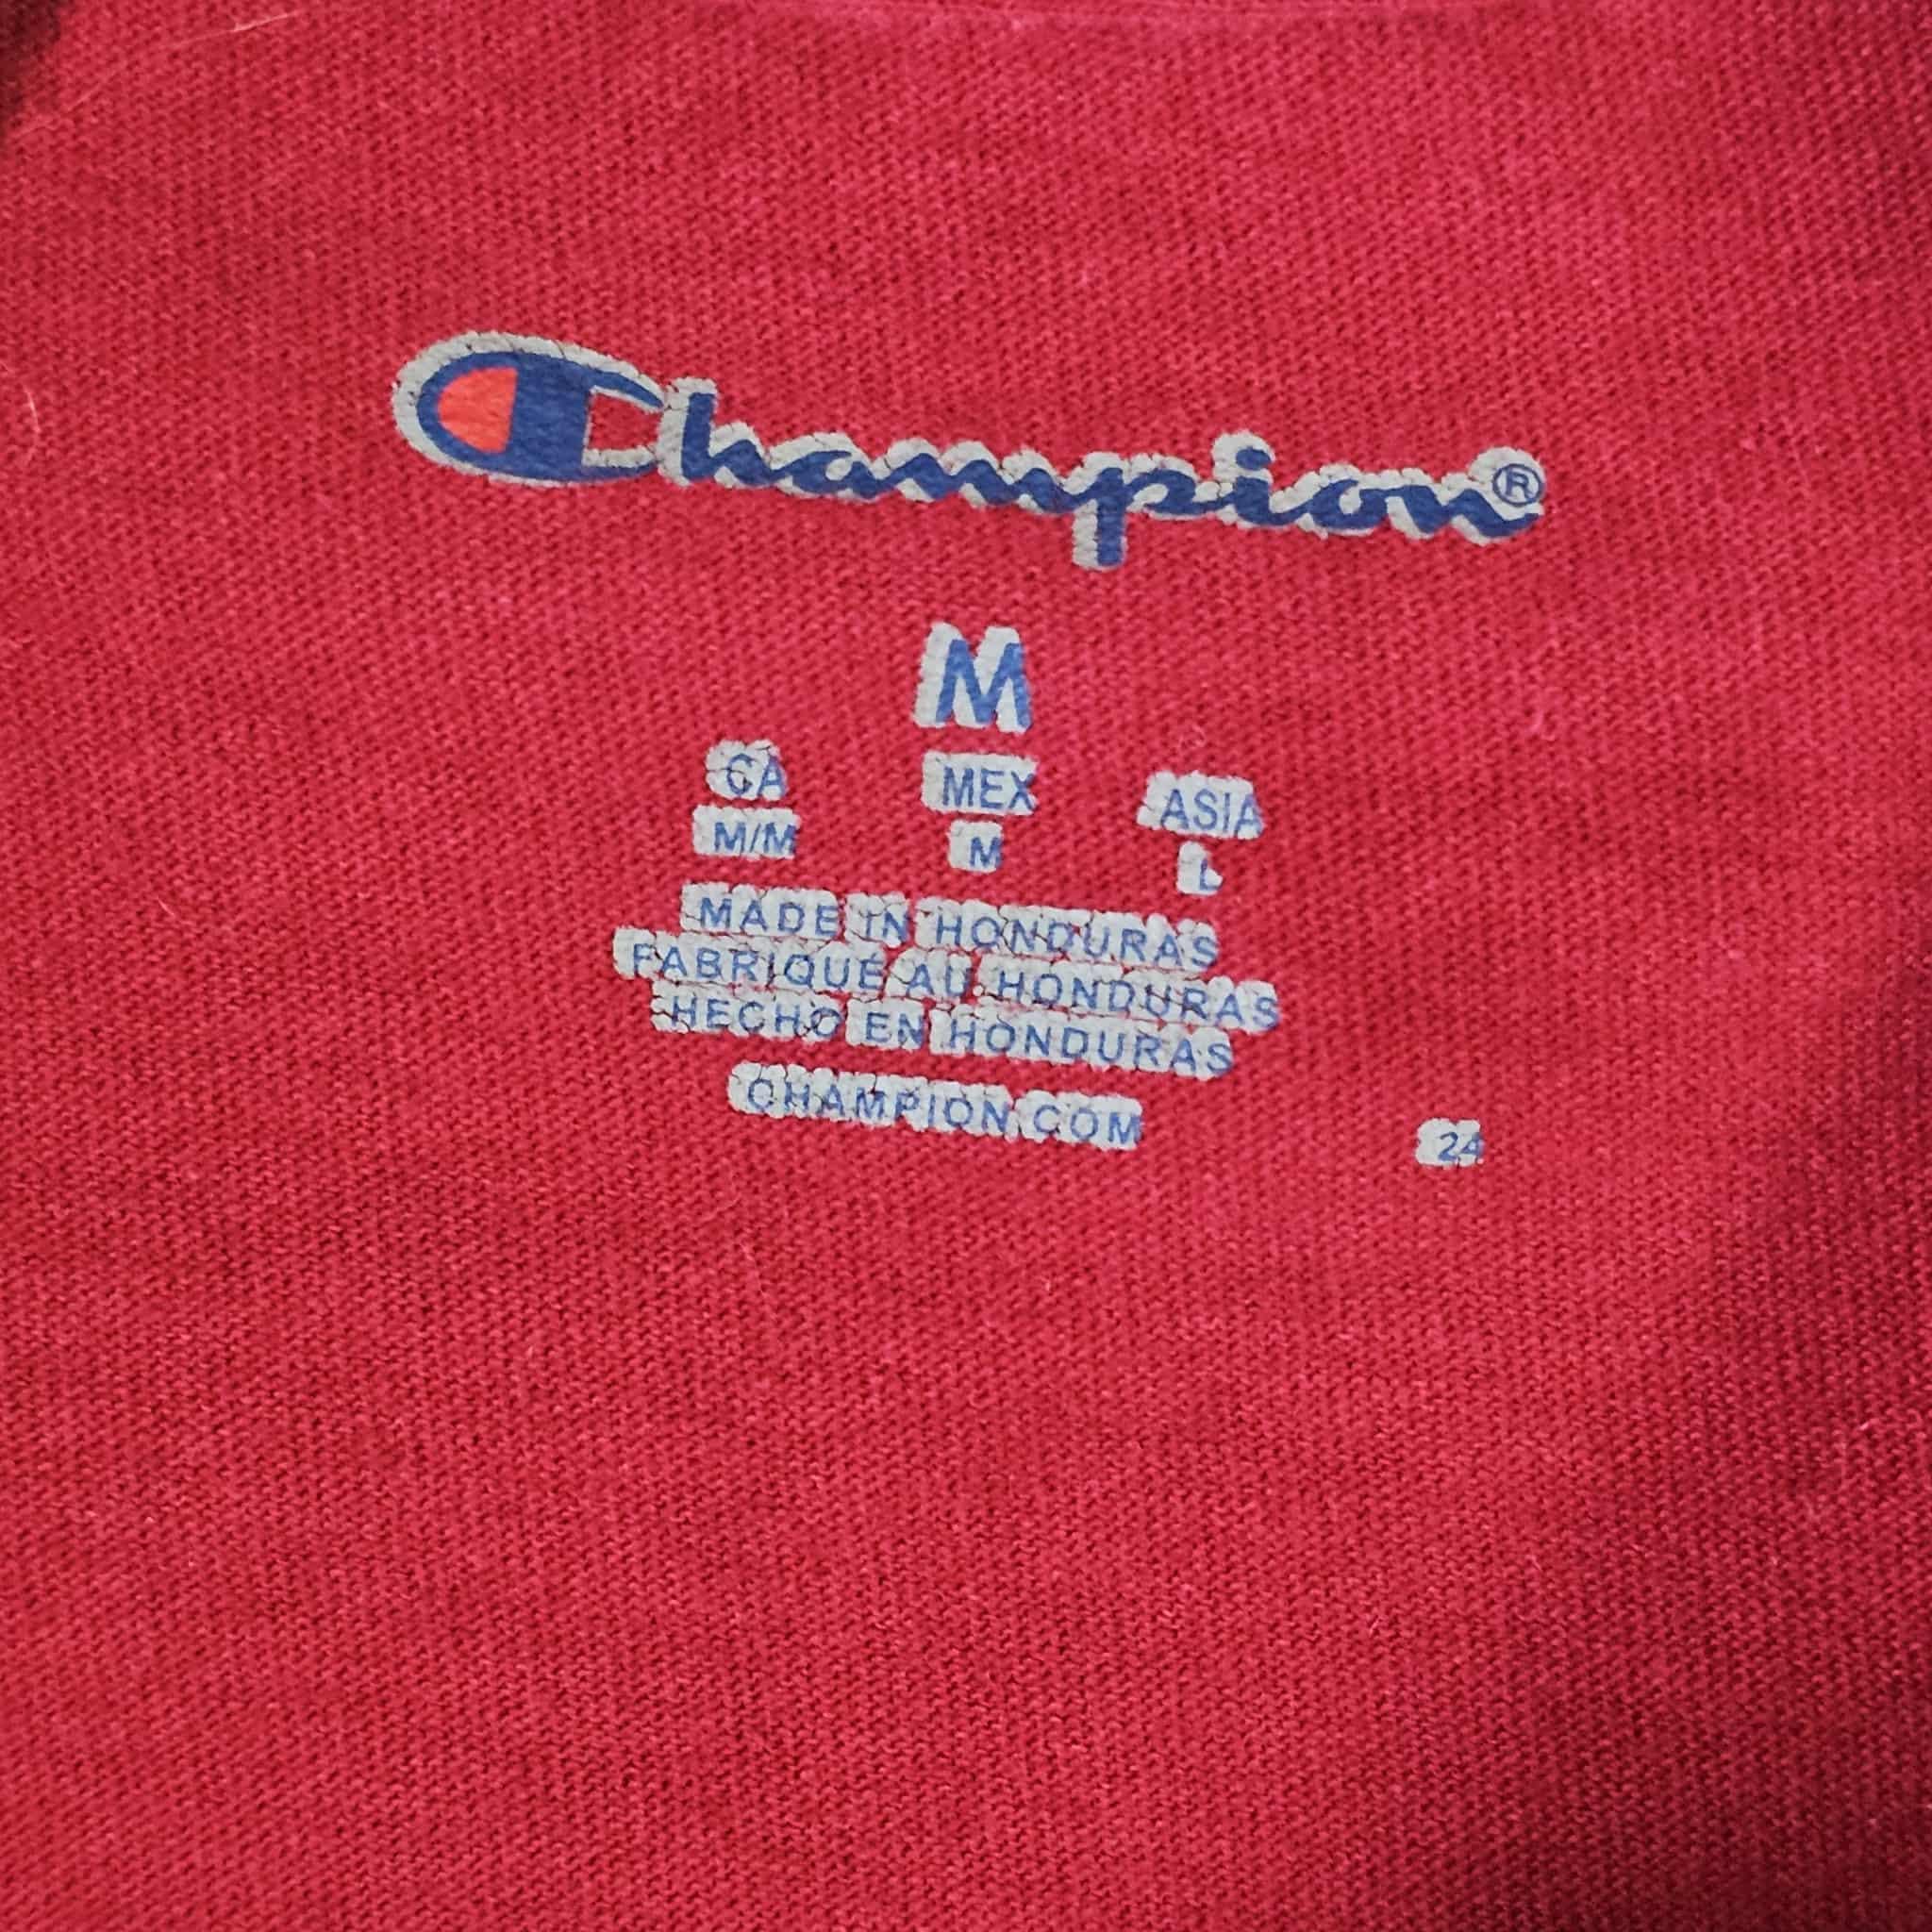 Champion®
M
CA MEX ASIA
M/M M L
MADE IN HONDURAS
FABRIQUÉ AU HONDURAS
HECHO EN HONDURAS
CHAMPION.COM
24